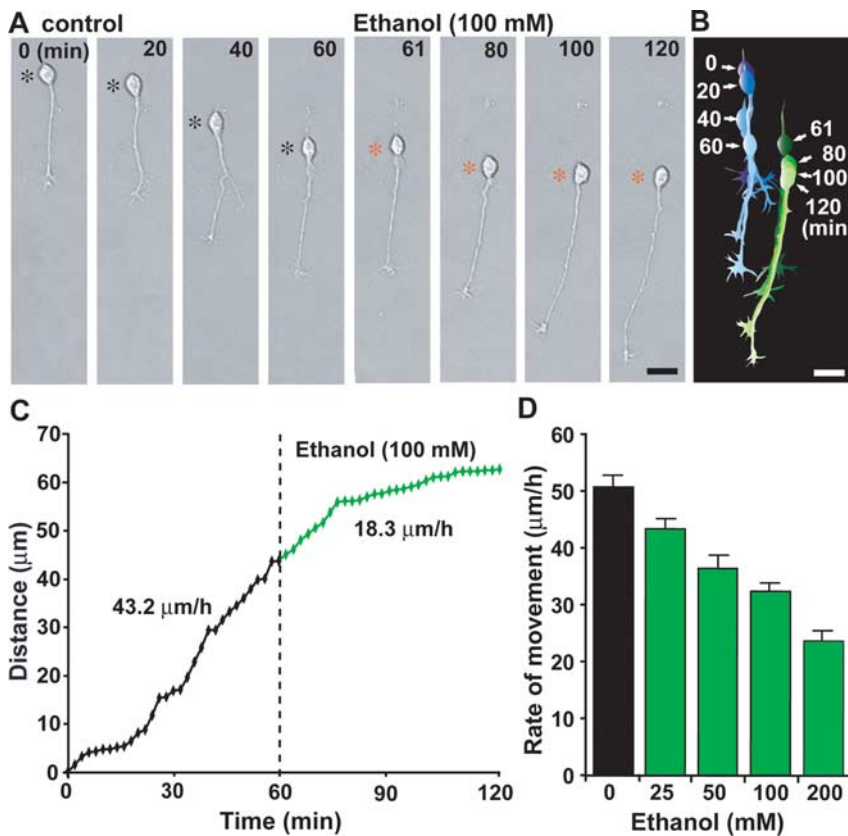 A control Ethanol (100 mM)
0 (min) 20 40 60 61 80 100 120
* * * * * * * *
B
0
20
40
60
61
80
100
120
(min)
C
70
60
50
40
30
20
10
0
Distance (μm)
Ethanol (100 mM)
18.3 μm/h
43.2 μm/h
0 30 60 90 120
Time (min)
D
60
50
40
30
20
10
0
Rate of movement (μm/h)
0 25 50 100 200
Ethanol (mM)